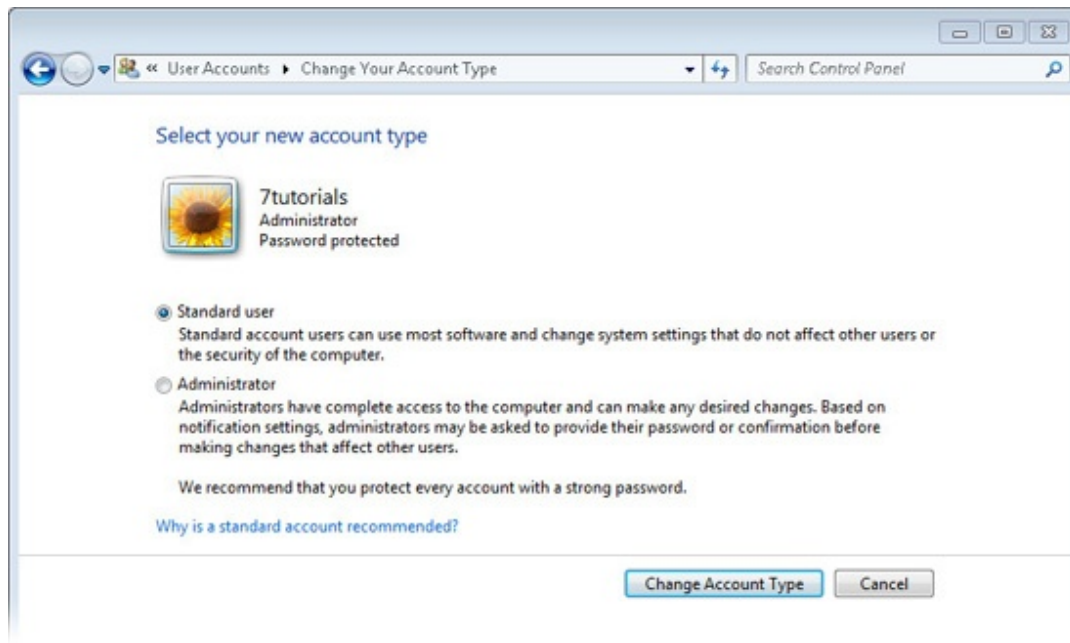 « User Accounts ▸ Change Your Account Type
Search Control Panel
Select your new account type
7tutorials
Administrator
Password protected
Standard user
Standard account users can use most software and change system settings that do not affect other users or
the security of the computer.
Administrator
Administrators have complete access to the computer and can make any desired changes. Based on
notification settings, administrators may be asked to provide their password or confirmation before
making changes that affect other users.
We recommend that you protect every account with a strong password.
Why is a standard account recommended?
Change Account Type
Cancel